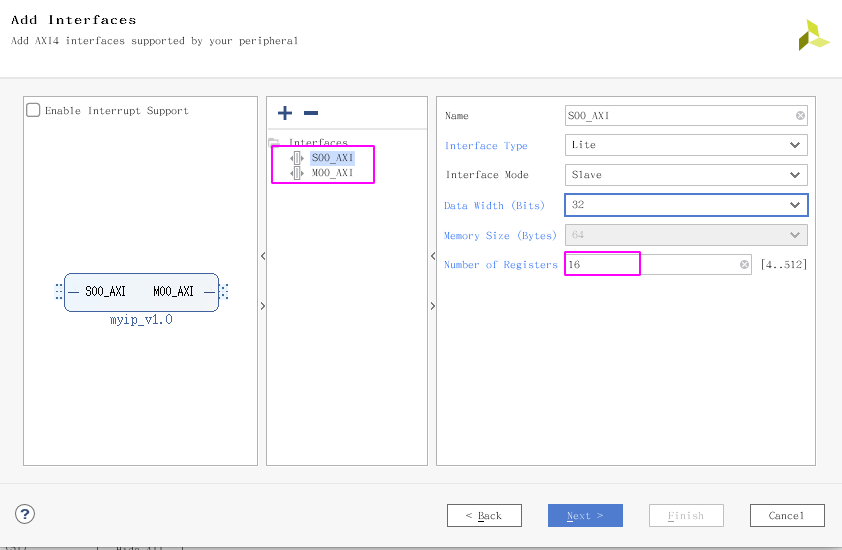 Add Interfaces
Add AXI4 interfaces supported by your peripheral
Enable Interrupt Support
S00_AXI M00_AXI
myip_v1.0
Interfaces
S00_AXI
M00_AXI
Name S00_AXI
Interface Type Lite
Interface Mode Slave
Data Width (Bits) 32
Memory Size (Bytes) 64
Number of Registers 16 [4..512]
? < Back Next > Finish Cancel